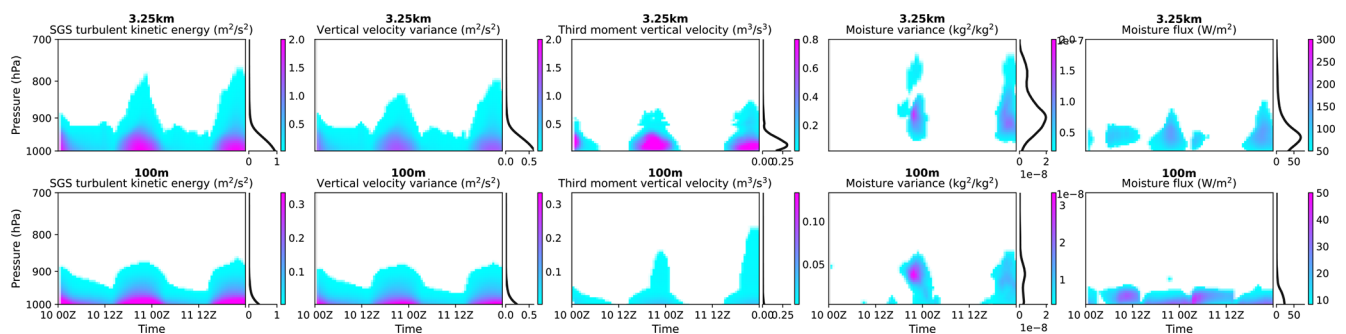 3.25km 3.25km 3.25km 3.25km 3.25km
SGS turbulent kinetic energy (m²/s²) Vertical velocity variance (m²/s²) Third moment vertical velocity (m³/s³) Moisture variance (kg²/kg²) Moisture flux (W/m²)
700 2.0 2.0 0.8 300
800 1.5 1.5 0.6 1.5 250
Pressure (hPa) 1.0 1.0 0.4 1.0 200
900 0.5 0.5 0.2 0.5 150
100
1000 50
0 1 0.0 0.5 0 2 0 50
1e−8
100m 100m 100m 100m 100m
SGS turbulent kinetic energy (m²/s²) Vertical velocity variance (m²/s²) Third moment vertical velocity (m³/s³) Moisture variance (kg²/kg²) Moisture flux (W/m²)
700 0.3 0.3 1e−8 50
3
800 0.2 0.2 0.10 40
Pressure (hPa) 2 30
900 0.1 0.1 0.05 1 20
1000 10
10 00Z 10 12Z 11 00Z 11 12Z 0 1 10 00Z 10 12Z 11 00Z 11 12Z 0.0 0.5 10 00Z 10 12Z 11 00Z 11 12Z 10 00Z 10 12Z 11 00Z 11 12Z 0 2 10 00Z 10 12Z 11 00Z 11 12Z 0 50
Time Time Time Time 1e−8 Time